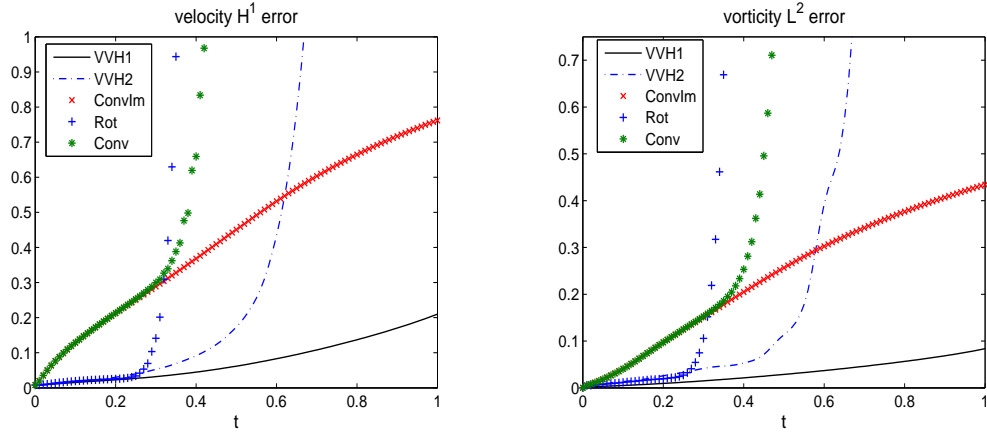 velocity H¹ error
1
0.9
0.8
0.7
0.6
0.5
0.4
0.3
0.2
0.1
0
VVH1
VVH2
ConvIm
Rot
Conv
0 0.2 0.4 0.6 0.8 1
t
vorticity L² error
0.7
0.6
0.5
0.4
0.3
0.2
0.1
0
VVH1
VVH2
ConvIm
Rot
Conv
0 0.2 0.4 0.6 0.8 1
t